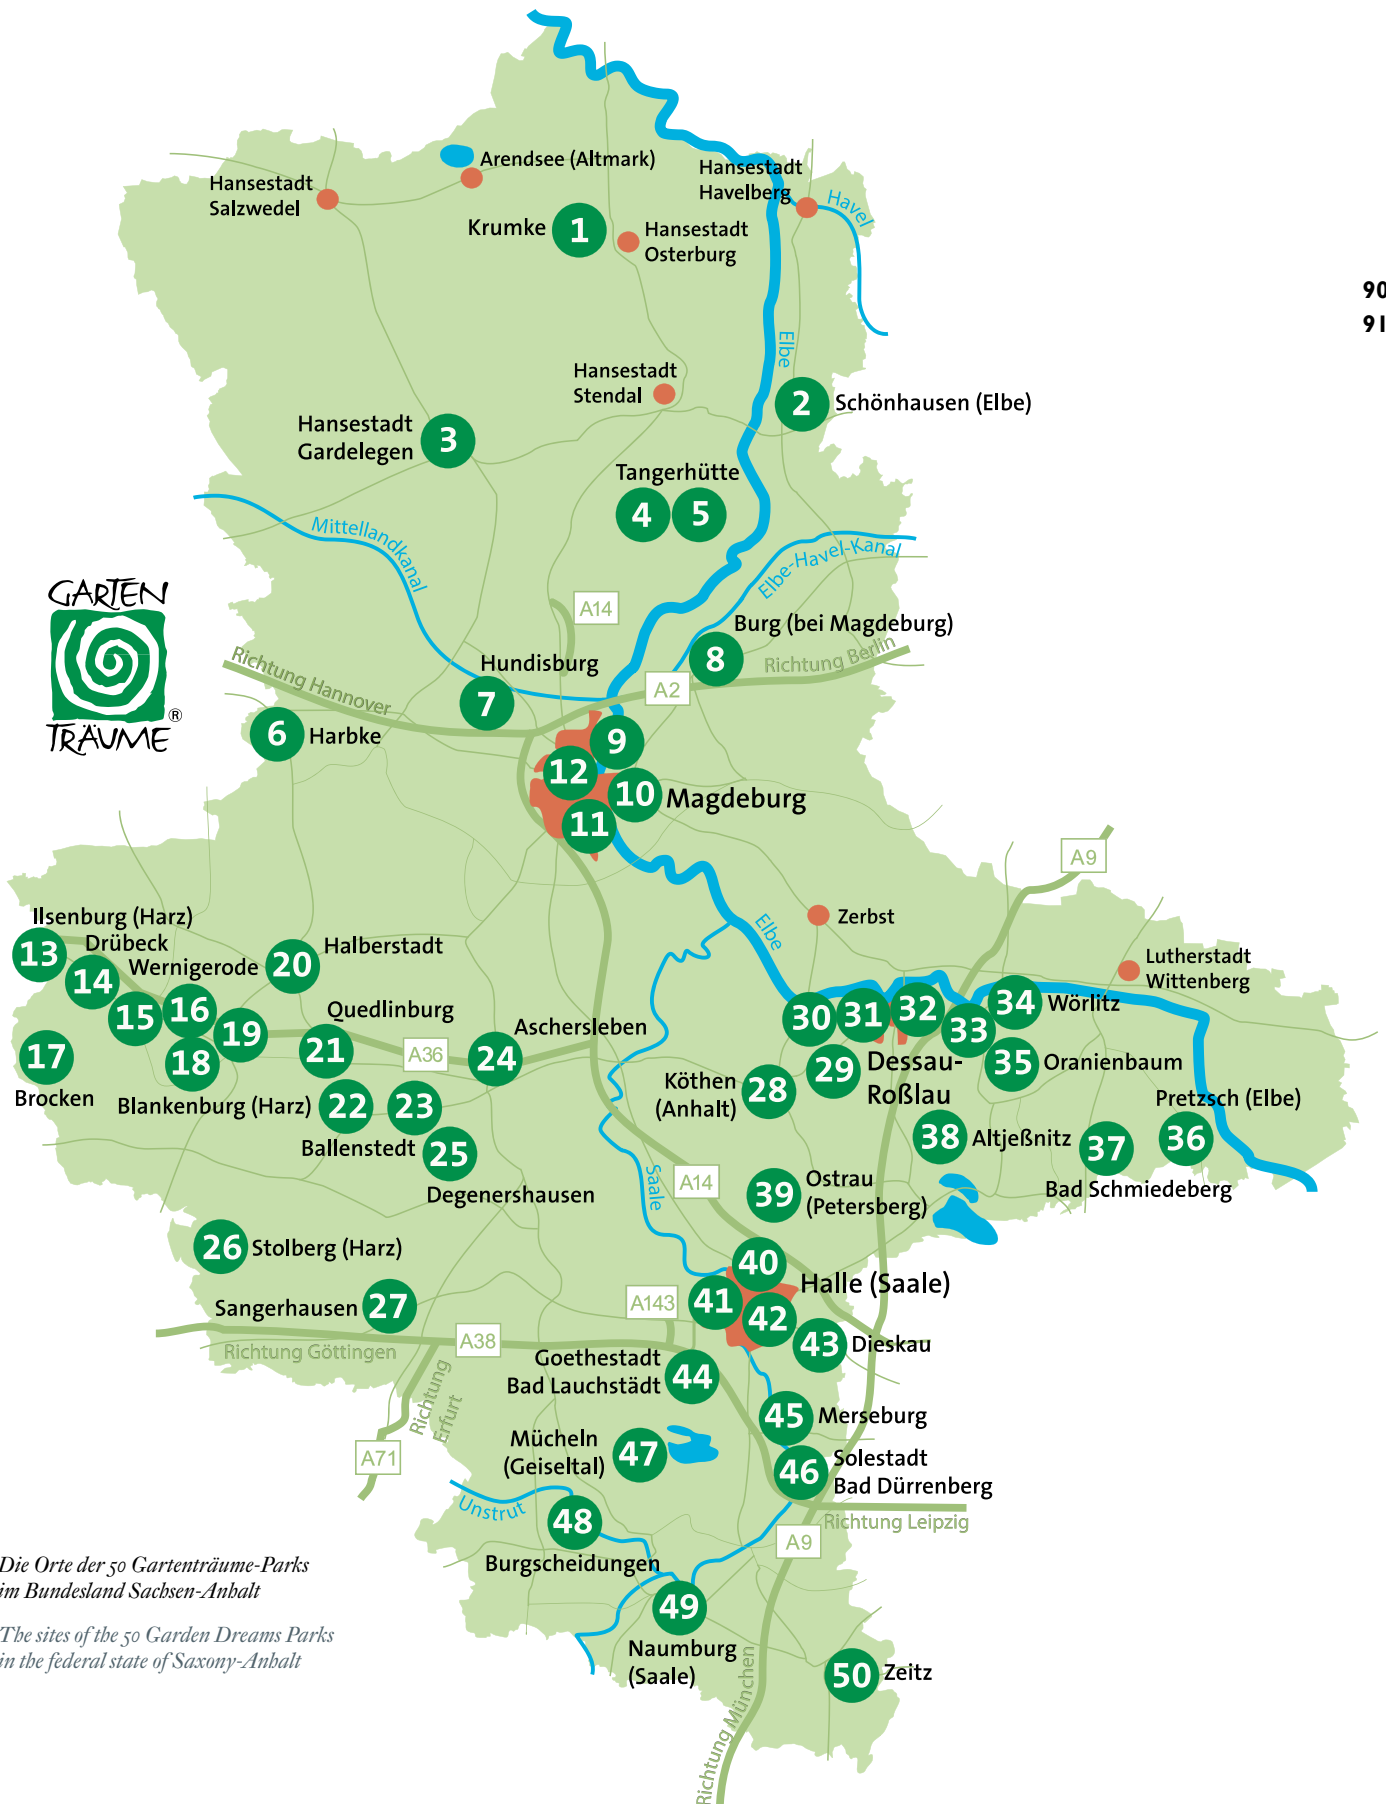 Arendsee (Altmark)
Hansestadt
Salzwedel
Hansestadt
Havelberg
Havel
Krumke
1
Hansestadt
Osterburg
90
91
Elbe
Hansestadt
Stendal
2
Schönhausen (Elbe)
Hansestadt
Gardelegen
3
Tangerhütte
4
5
Mittellandkanal
Elbe-Havel-Kanal
GARTEN
TRÄUME
®
A14
Burg (bei Magdeburg)
8
Richtung Berlin
Richtung Hannover
Hundisburg
7
A2
6
Harbke
9
12
10
Magdeburg
11
A9
Ilsenburg (Harz)
13
Drübeck
14
Wernigerode
15
16
20
Halberstadt
Elbe
Zerbst
Lutherstadt
Wittenberg
17
Brocken
18
19
Quedlinburg
21
A36
Aschersleben
24
30
31
32
33
34
Wörlitz
29
Dessau-
Roßlau
35
Oranienbaum
Blankenburg (Harz)
22
23
Köthen
(Anhalt)
28
Pretzsch (Elbe)
36
Ballenstedt
25
Degenershausen
38
Altjeßnitz
37
Bad Schmiedeberg
Saale
A14
39
Ostrau
(Petersberg)
26
Stolberg (Harz)
40
Halle (Saale)
Sangerhausen
27
A143
41
42
43
Dieskau
Richtung Göttingen
A38
Goethestadt
Bad Lauchstädt
44
Richtung
Erfurt
A71
45
Merseburg
Mücheln
(Geiseltal)
47
46
Solestadt
Bad Dürrenberg
Unstrut
48
Burgscheidungen
A9
Richtung Leipzig
Die Orte der 50 Gartenträume-Parks
im Bundesland Sachsen-Anhalt
The sites of the 50 Garden Dreams Parks
in the federal state of Saxony-Anhalt
49
Naumburg
(Saale)
50
Zeitz
Richtung München